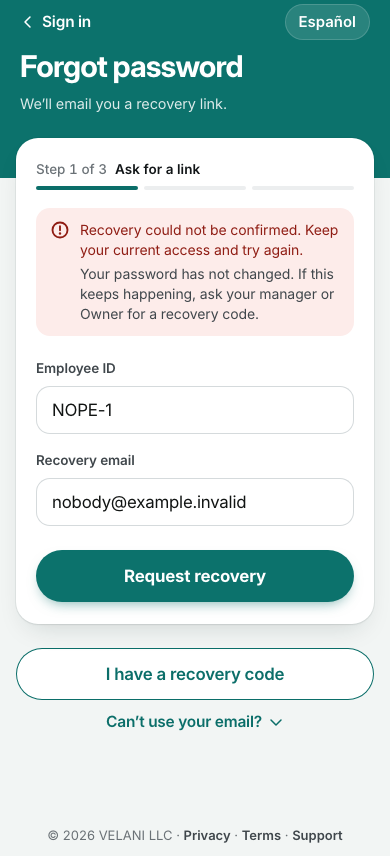 Sign in
Español
Forgot password
We'll email you a recovery link.
Step 1 of 3 Ask for a link
Recovery could not be confirmed. Keep
your current access and try again.
Your password has not changed. If this
keeps happening, ask your manager or
Owner for a recovery code.
Employee ID
NOPE-1
Recovery email
nobody@example.invalid
Request recovery
I have a recovery code
Can't use your email?
© 2026 VELANI LLC · Privacy · Terms · Support